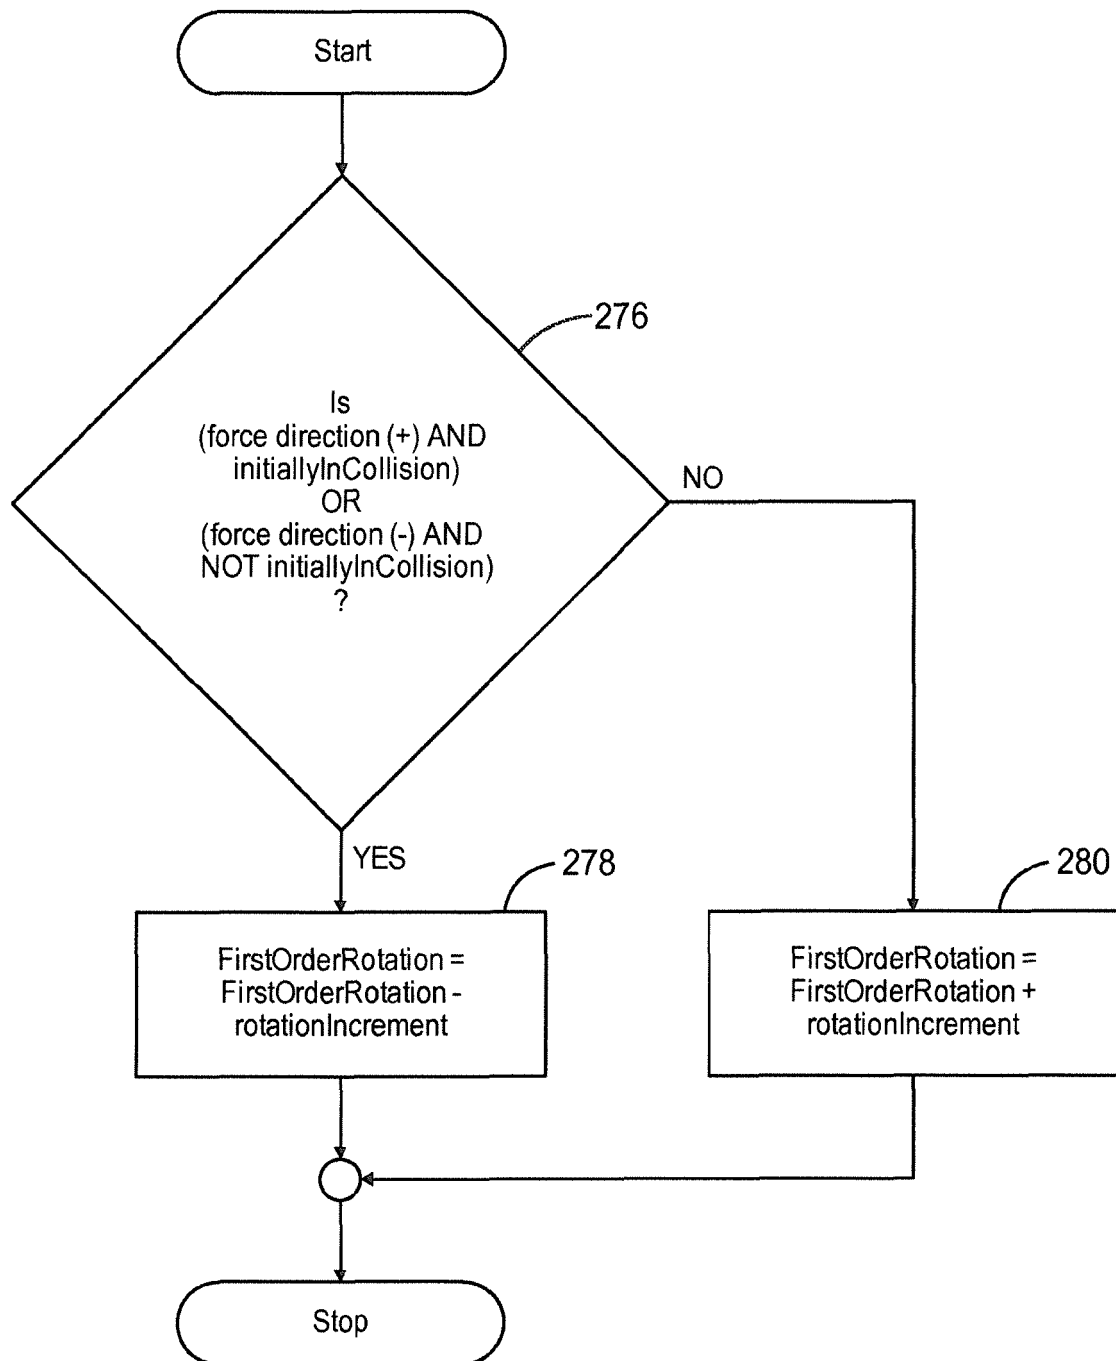 Start
276
Is
(force direction (+) AND
initiallyInCollision)
OR
(force direction (-) AND
NOT initiallyInCollision)
?
NO
YES
278
280
FirstOrderRotation =
FirstOrderRotation -
rotationIncrement
FirstOrderRotation =
FirstOrderRotation +
rotationIncrement
Stop